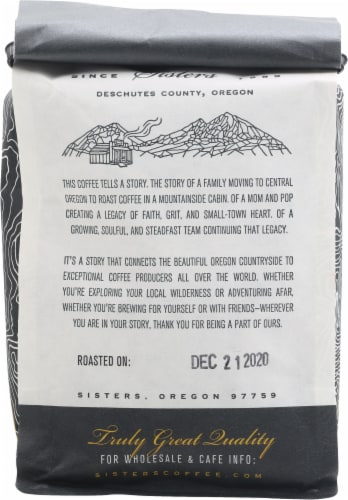 SINCE Sisters 1989
DESCHUTES COUNTY, OREGON
THIS COFFEE TELLS A STORY. THE STORY OF A FAMILY MOVING TO CENTRAL
OREGON TO ROAST COFFEE IN A MOUNTAINSIDE CABIN. OF A MOM AND POP
CREATING A LEGACY OF FAITH, GRIT, AND SMALL-TOWN HEART. OF A
GROWING, SOULFUL, AND STEADFAST TEAM CONTINUING THAT LEGACY.
IT'S A STORY THAT CONNECTS THE BEAUTIFUL OREGON COUNTRYSIDE TO
EXCEPTIONAL COFFEE PRODUCERS ALL OVER THE WORLD. WHETHER
YOU'RE EXPLORING YOUR LOCAL WILDERNESS OR ADVENTURING AFAR,
WHETHER YOU'RE BREWING FOR YOURSELF OR WITH FRIENDS—WHEREVER
YOU ARE IN YOUR STORY, THANK YOU FOR BEING A PART OF OURS.
ROASTED ON: DEC 21 2020
SISTERS, OREGON 97759
Truly Great Quality
FOR WHOLESALE & CAFE INFO:
SISTERSCOFFEE.COM